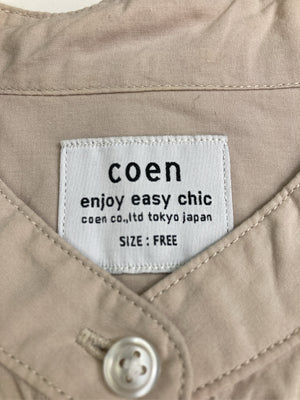 coen
enjoy easy chic
coen co.,ltd tokyo japan
SIZE : FREE